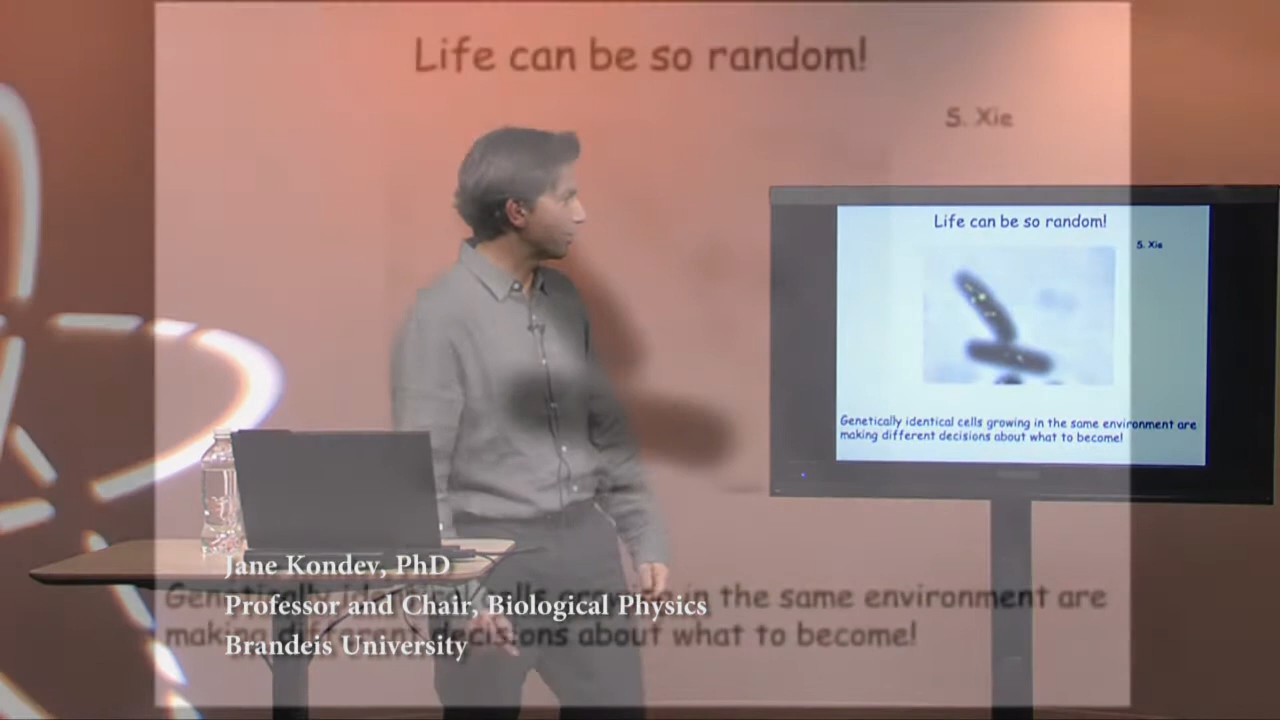 Life can be so random!
S. Xie
Life can be so random!
S. Xie
Genetically identical cells growing in the same environment are
making different decisions about what to become!
Jane Kondev, PhD
Professor and Chair, Biological Physics
Brandeis University
Genetically identical cells growing in the same environment are
making different decisions about what to become!